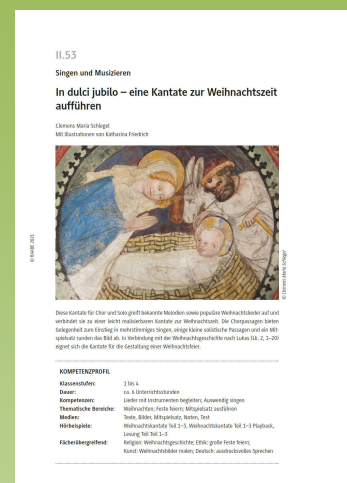 II.53
Singen und Musizieren
In dulci jubilo – eine Kantate zur Weihnachtszeit
aufführen
Clemens Maria Schlegel
Mit Illustrationen von Katharina Friedrich
© RAABE 2021
© Clemens Maria Schlegel
Diese Kantate für Chor und Solo greift bekannte Melodien sowie populäre Weihnachtslieder auf und
verbindet sie zu einer leicht realisierbaren Kantate zur Weihnachtszeit. Die Chorpassagen bieten
Gelegenheit zum Einstieg in mehrstimmiges Singen, einige kleine solistische Passagen und ein Mit-
spielsatz runden das Bild ab. In Verbindung mit der Weihnachtsgeschichte nach Lukas (Lk. 2, 1–20)
eignet sich die Kantate für die Gestaltung einer Weihnachtsfeier.
KOMPETENZPROFIL
Klassenstufen: 1 bis 4
Dauer: ca. 6 Unterrichtsstunden
Kompetenzen: Lieder mit Instrumenten begleiten; Auswendig singen
Thematische Bereiche: Weihnachten; Feste feiern; Mitspielsatz ausführen
Medien: Texte, Bilder, Mitspielsatz, Noten, Test
Hörbeispiele: Weihnachtskantate Teil 1–3, Weihnachtskantate Teil 1–3 Playback,
Lesung Teil Teil 1–3
Fächerübergreifend: Religion: Weihnachtsgeschichte; Ethik: große Feste feiern;
Kunst: Weihnachtsbilder malen; Deutsch: ausdrucksvolles Sprechen